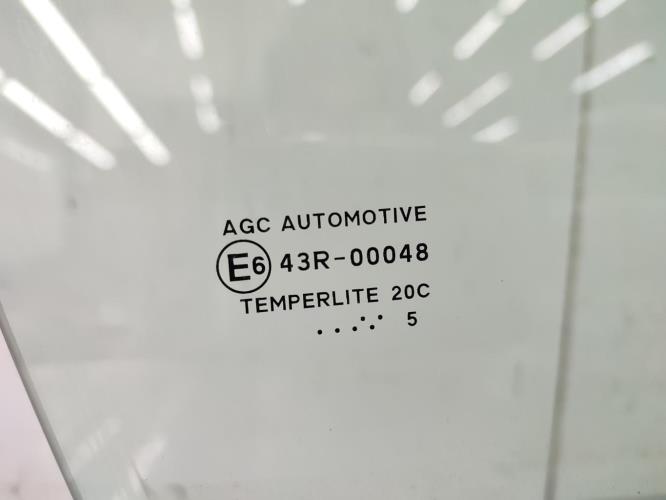 AGC AUTOMOTIVE
E6 43R-00048
TEMPERLITE 20C
5